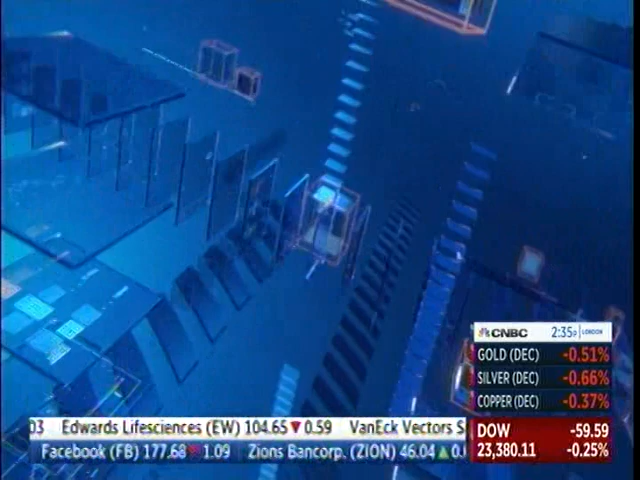 CNBC 2:35P LONDON
GOLD (DEC) -0.51%
SILVER (DEC) -0.66%
COPPER (DEC) -0.37%
03 Edwards Lifesciences (EW) 104.65▼0.59 VanEck Vectors S
DOW -59.59
23,380.11 -0.25%
Facebook (FB) 177.68 ▼ 1.09 Zions Bancorp. (ZION) 46.04▲0.